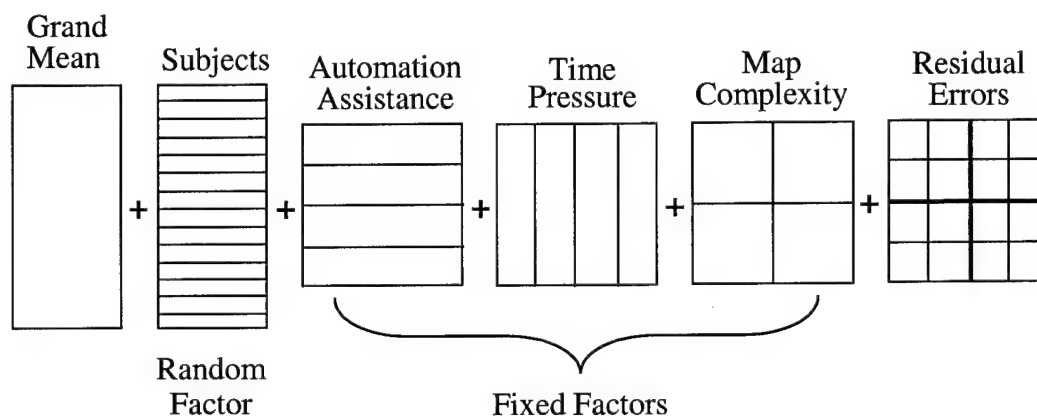 Grand
Mean
Subjects
Automation
Assistance
Time
Pressure
Map
Complexity
Residual
Errors
+
+
+
+
+
Random
Factor
Fixed Factors